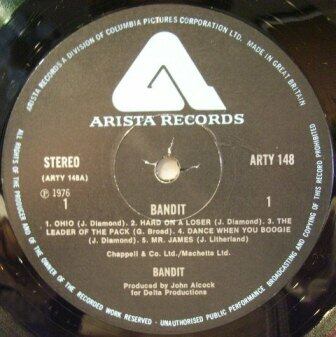 ARISTA RECORDS A DIVISION OF COLUMBIA PICTURES CORPORATION LTD. MADE IN GREAT BRITAIN
ARISTA RECORDS
STEREO
ARTY 148
(ARTY 148A)
℗ 1976
1
BANDIT
1
1. OHIO (J. Diamond). 2. HARD ON A LOSER (J. Diamond). 3. THE
LEADER OF THE PACK (G. Broad). 4. DANCE WHEN YOU BOOGIE
(J. Diamond). 5. MR. JAMES (J. Litherland)
Chappell & Co. Ltd./Machetta Ltd.
BANDIT
Produced by John Alcock
for Delta Productions
ALL RIGHTS OF THE PRODUCER AND OF THE OWNER OF THE RECORDED WORK RESERVED - UNAUTHORISED PUBLIC PERFORMANCE BROADCASTING AND COPYING OF THIS RECORD PROHIBITED